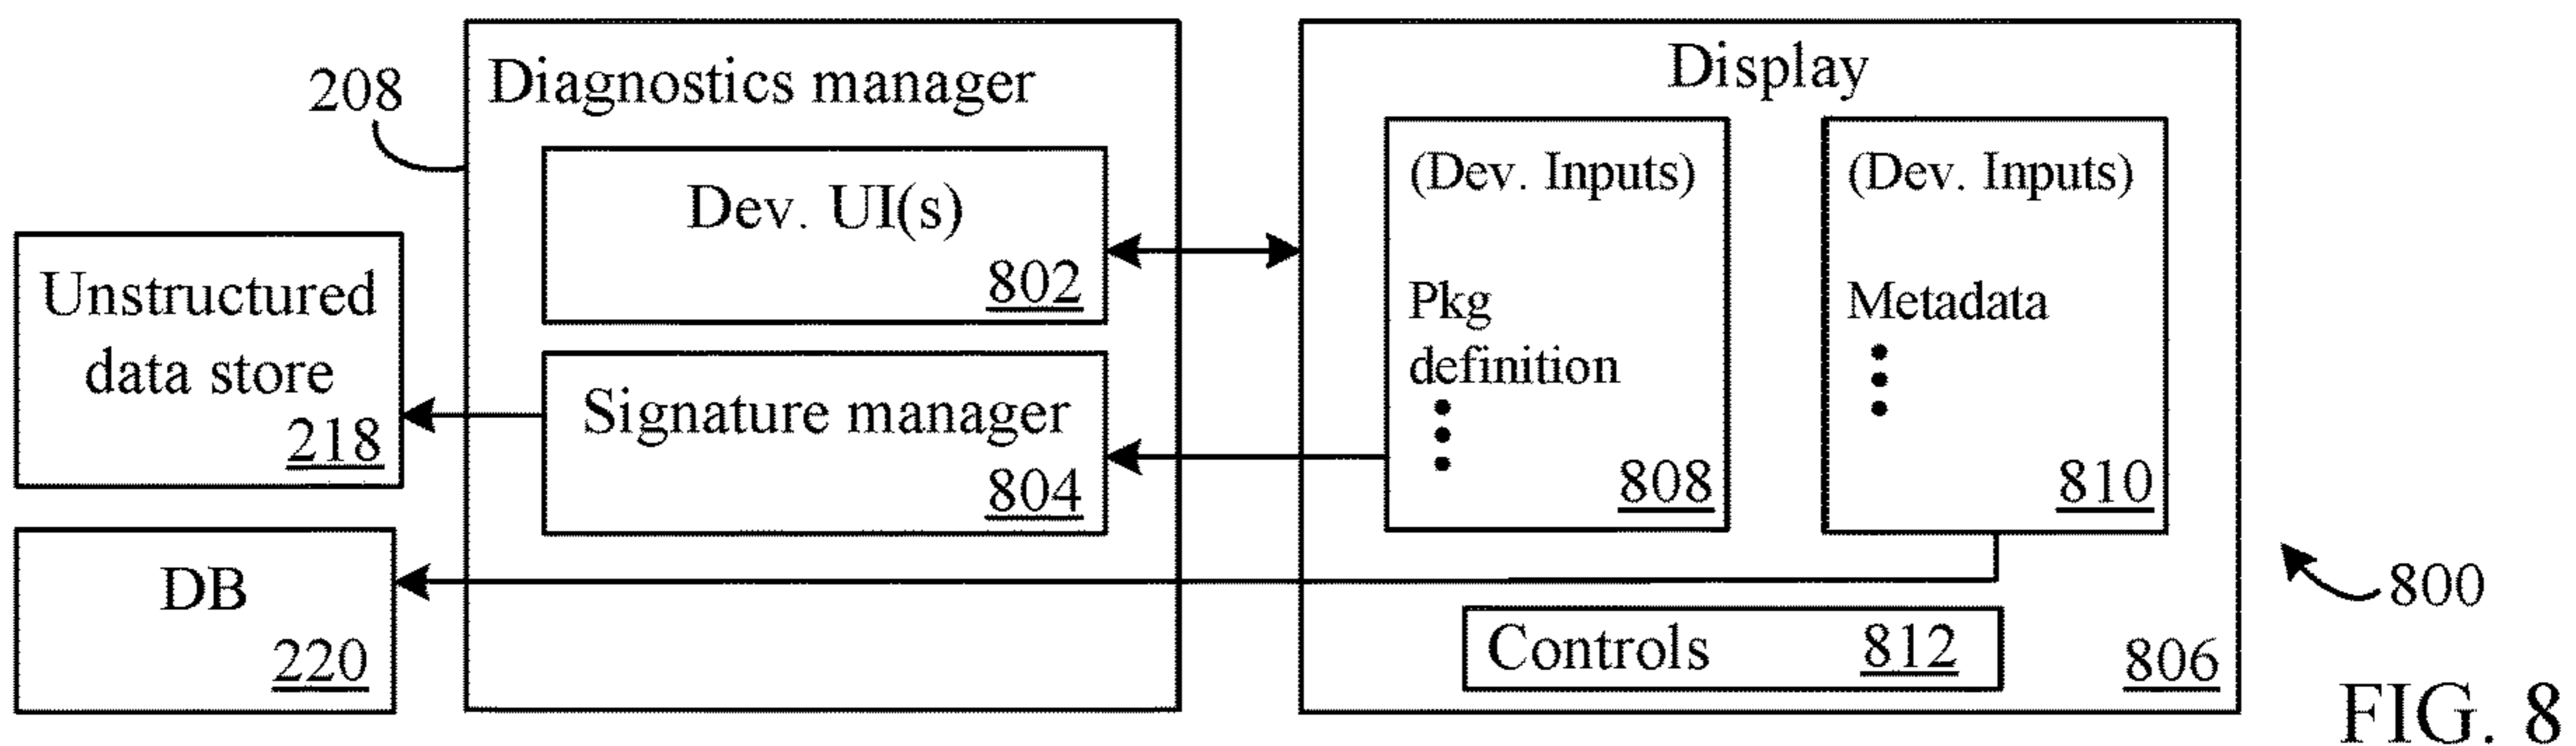 208
Diagnostics manager
Dev. UI(s)
802
Signature manager
804
Unstructured
data store
218
DB
220
Display
(Dev. Inputs)
Pkg
definition
808
(Dev. Inputs)
Metadata
810
Controls 812
806
800
FIG. 8